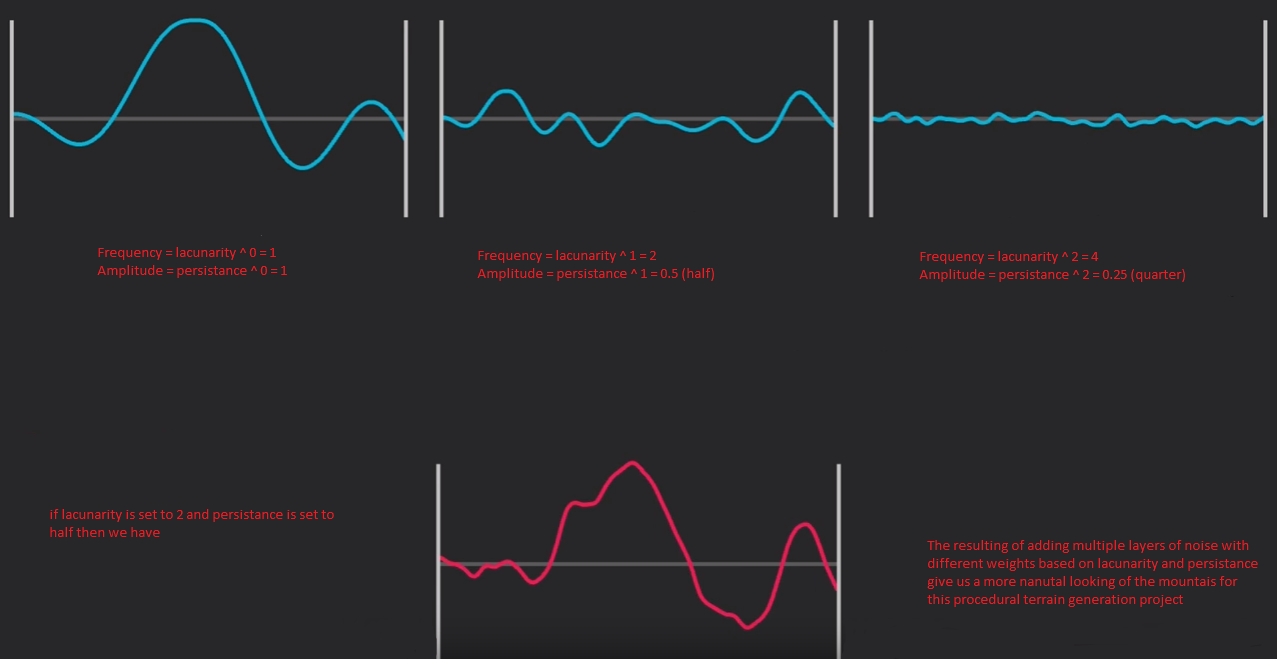 Frequency = lacunarity ^ 0 = 1
Amplitude = persistance ^ 0 = 1
Frequency = lacunarity ^ 1 = 2
Amplitude = persistance ^ 1 = 0.5 (half)
Frequency = lacunarity ^ 2 = 4
Amplitude = persistance ^ 2 = 0.25 (quarter)
if lacunarity is set to 2 and persistance is set to
half then we have
The resulting of adding multiple layers of noise with
different weights based on lacunarity and persistance
give us a more nanutal looking of the mountais for
this procedural terrain generation project